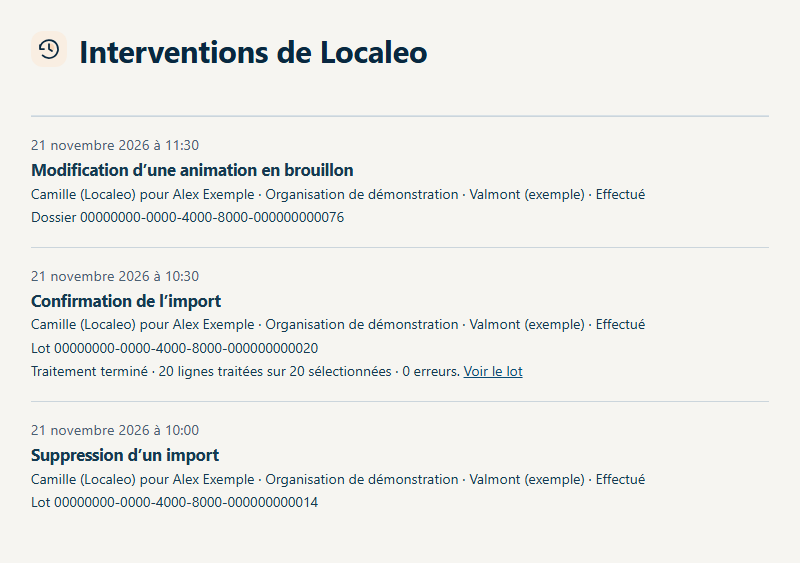 Interventions de Localeo
21 novembre 2026 à 11:30
Modification d’une animation en brouillon
Camille (Localeo) pour Alex Exemple · Organisation de démonstration · Valmont (exemple) · Effectué
Dossier 00000000-0000-4000-8000-000000000076
21 novembre 2026 à 10:30
Confirmation de l’import
Camille (Localeo) pour Alex Exemple · Organisation de démonstration · Valmont (exemple) · Effectué
Lot 00000000-0000-4000-8000-000000000020
Traitement terminé · 20 lignes traitées sur 20 sélectionnées · 0 erreurs. Voir le lot
21 novembre 2026 à 10:00
Suppression d’un import
Camille (Localeo) pour Alex Exemple · Organisation de démonstration · Valmont (exemple) · Effectué
Lot 00000000-0000-4000-8000-000000000014